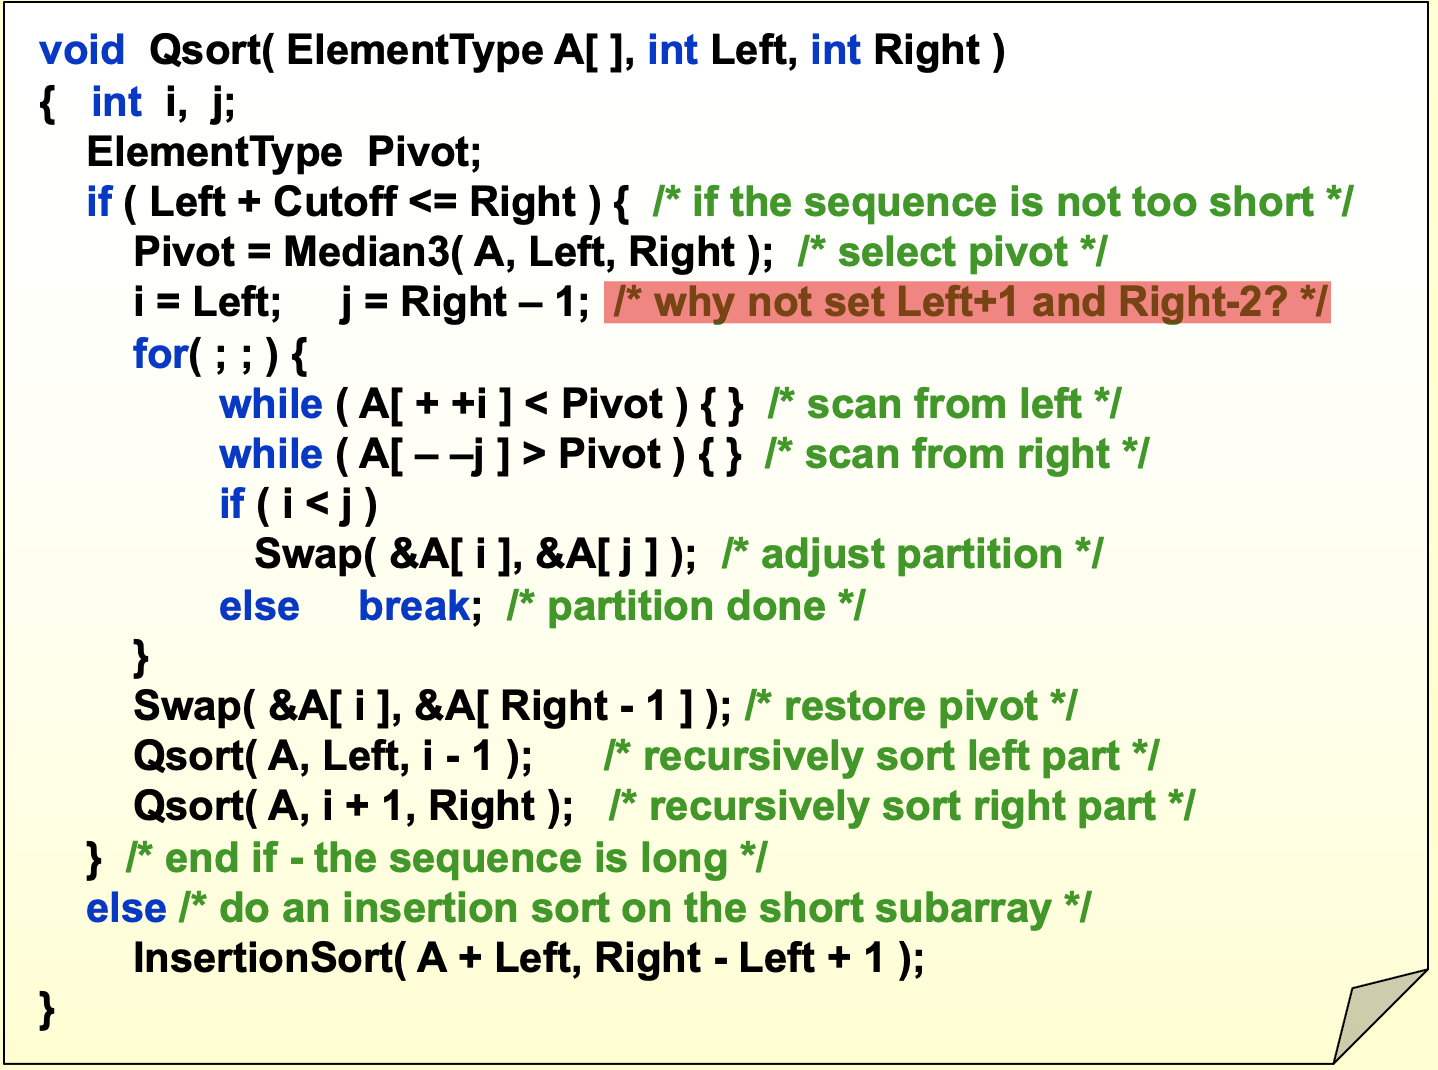 void Qsort( ElementType A[ ], int Left, int Right )
{ int i, j;
ElementType Pivot;
if ( Left + Cutoff <= Right ) { /* if the sequence is not too short */
Pivot = Median3( A, Left, Right ); /* select pivot */
i = Left; j = Right – 1; /* why not set Left+1 and Right-2? */
for( ; ; ) {
while ( A[ + +i ] < Pivot ) { } /* scan from left */
while ( A[ – –j ] > Pivot ) { } /* scan from right */
if ( i < j )
Swap( &A[ i ], &A[ j ] ); /* adjust partition */
else break; /* partition done */
}
Swap( &A[ i ], &A[ Right - 1 ] ); /* restore pivot */
Qsort( A, Left, i - 1 ); /* recursively sort left part */
Qsort( A, i + 1, Right ); /* recursively sort right part */
} /* end if - the sequence is long */
else /* do an insertion sort on the short subarray */
InsertionSort( A + Left, Right - Left + 1 );
}